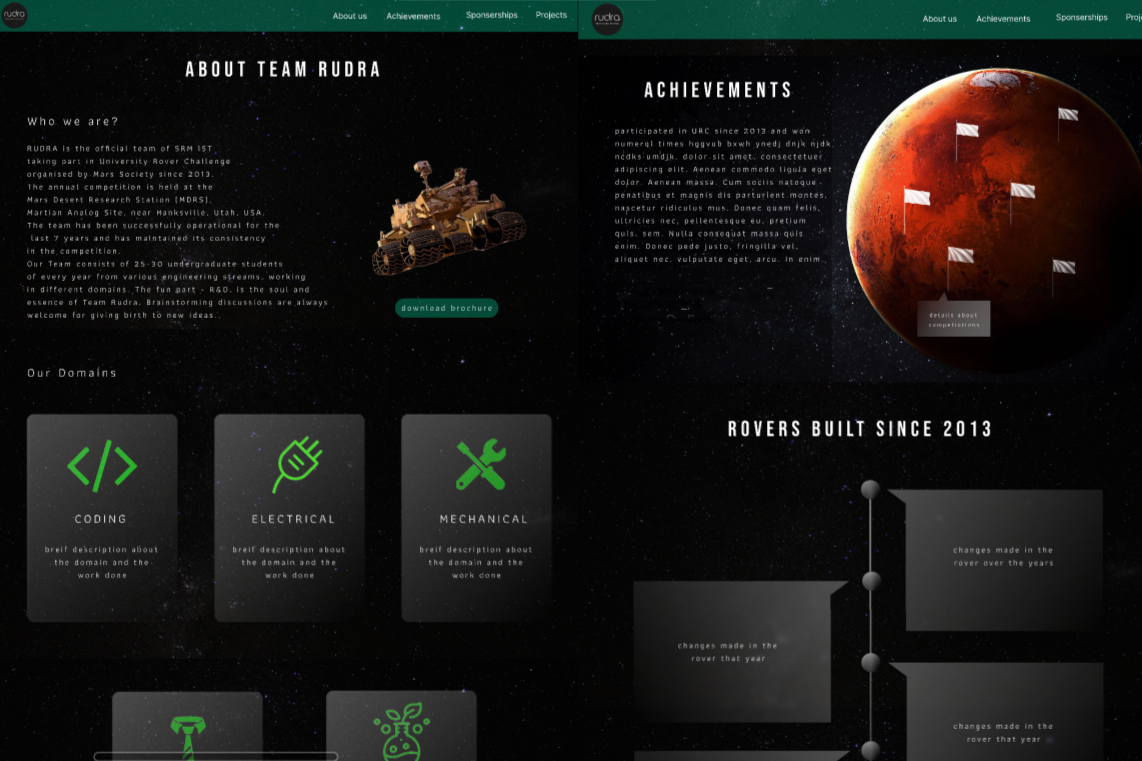 rudra
About us
Achievements
Sponserships
Projects
ABOUT TEAM RUDRA
Who we are?
RUDRA is the official team of SRM IST
taking part in University Rover Challenge
organised by Mars Society since 2013.
The annual competition is held at the
Mars Desert Research Station [MDRS],
Martian Analog Site, near Hanksville, Utah, USA.
The team has been successfully operational for the
last 7 years and has maintained its consistency
in the competition.
Our Team consists of 25-30 undergraduate students
of every year from various engineering streams, working
in different domains. The fun part - R&D, is the soul and
essence of Team Rudra. Brainstorming discussions are always
welcome for giving birth to new ideas.
download brochure
Our Domains
CODING
breif description about
the domain and the
work done
ELECTRICAL
breif description about
the domain and the
work done
MECHANICAL
breif description about
the domain and the
work done
rudra
About us
Achievements
Sponserships
Proj
ACHIEVEMENTS
participated in URC since 2013 and won
numerql times hggvub bxwh ynedj dnjk njdk
ncdks umdjk. dolor sit amet, consectetuer
adipiscing elit. Aenean commodo ligula eget
dolor. Aenean massa. Cum sociis natoque
penatibus et magnis dis parturient montes,
nascetur ridiculus mus. Donec quam felis,
ultricies nec, pellentesque eu, pretium
quis, sem. Nulla consequat massa quis
enim. Donec pede justo, fringilla vel,
aliquet nec, vulputate eget, arcu. In enim
details about
competiations
ROVERS BUILT SINCE 2013
changes made in the
rover over the years
changes made in the
rover that year
changes made in the
rover that year